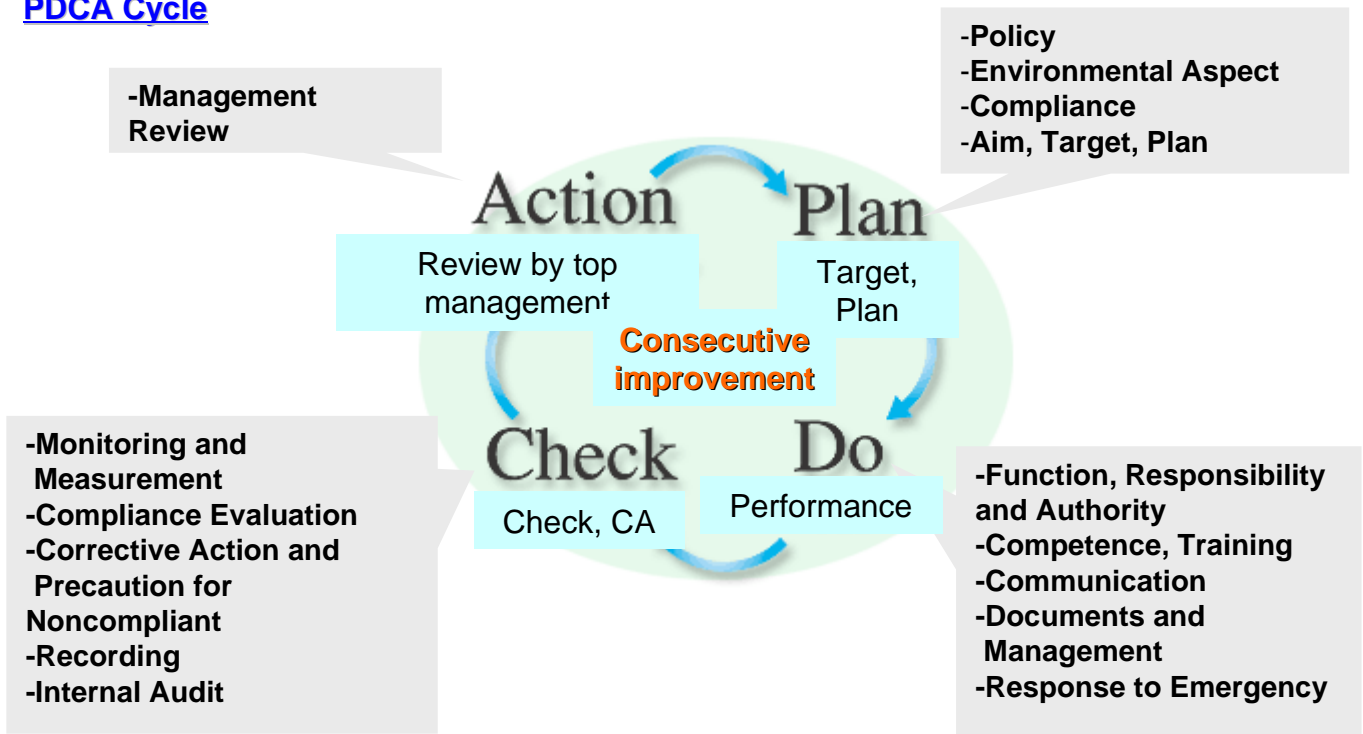 PDCA Cycle
-Management
Review
-Policy
-Environmental Aspect
-Compliance
-Aim, Target, Plan
Action
Plan
Review by top
management
Target,
Plan
Consecutive
improvement
Check
Do
Check, CA
Performance
-Monitoring and
Measurement
-Compliance Evaluation
-Corrective Action and
Precaution for
Noncompliant
-Recording
-Internal Audit
-Function, Responsibility
and Authority
-Competence, Training
-Communication
-Documents and
Management
-Response to Emergency